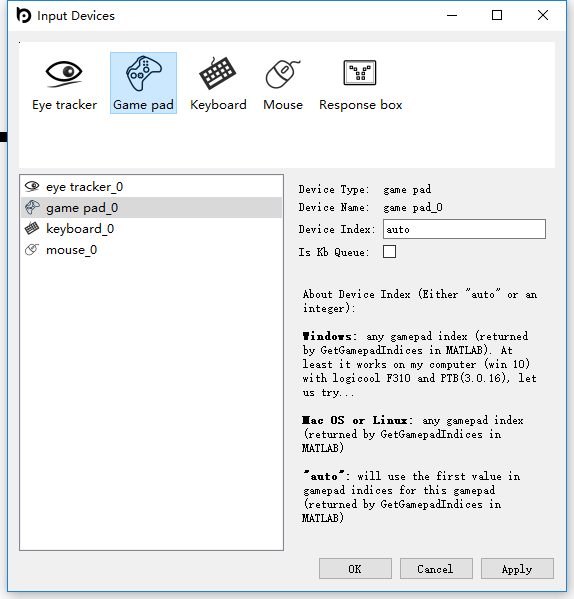 Input Devices
Eye tracker Game pad Keyboard Mouse Response box
eye tracker_0
game pad_0
keyboard_0
mouse_0
Device Type: game pad
Device Name: game pad_0
Device Index: auto
Is Kb Queue:
About Device Index (Either "auto" or an
integer):
Windows: any gamepad index (returned
by GetGamepadIndices in MATLAB). At
least it works on my computer (win 10)
with logicool F310 and PTB(3.0.16), let
us try...
Mac OS or Linux: any gamepad index
(returned by GetGamepadIndices in
MATLAB)
"auto": will use the first value in
gamepad indices for this gamepad
(returned by GetGamepadIndices in
MATLAB)
OK Cancel Apply